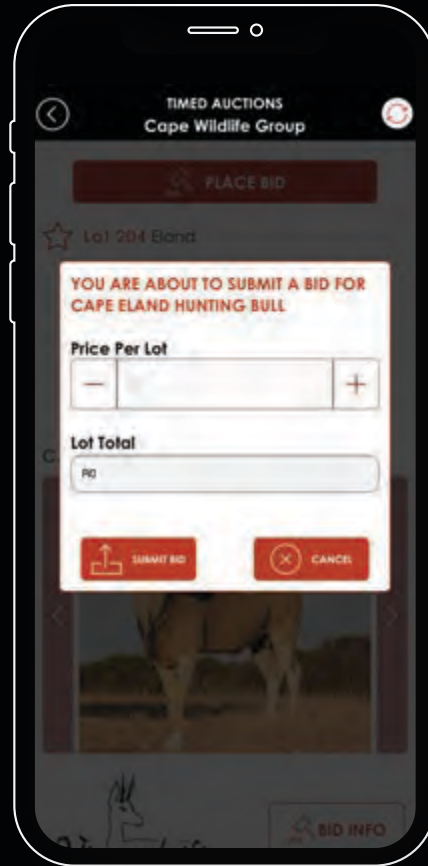 TIMED AUCTIONS
Cape Wildlife Group
PLACE BID
Lot 204 Eland
YOU ARE ABOUT TO SUBMIT A BID FOR
CAPE ELAND HUNTING BULL
Price Per Lot
− +
Lot Total
R0
SUBMIT BID CANCEL
BID INFO